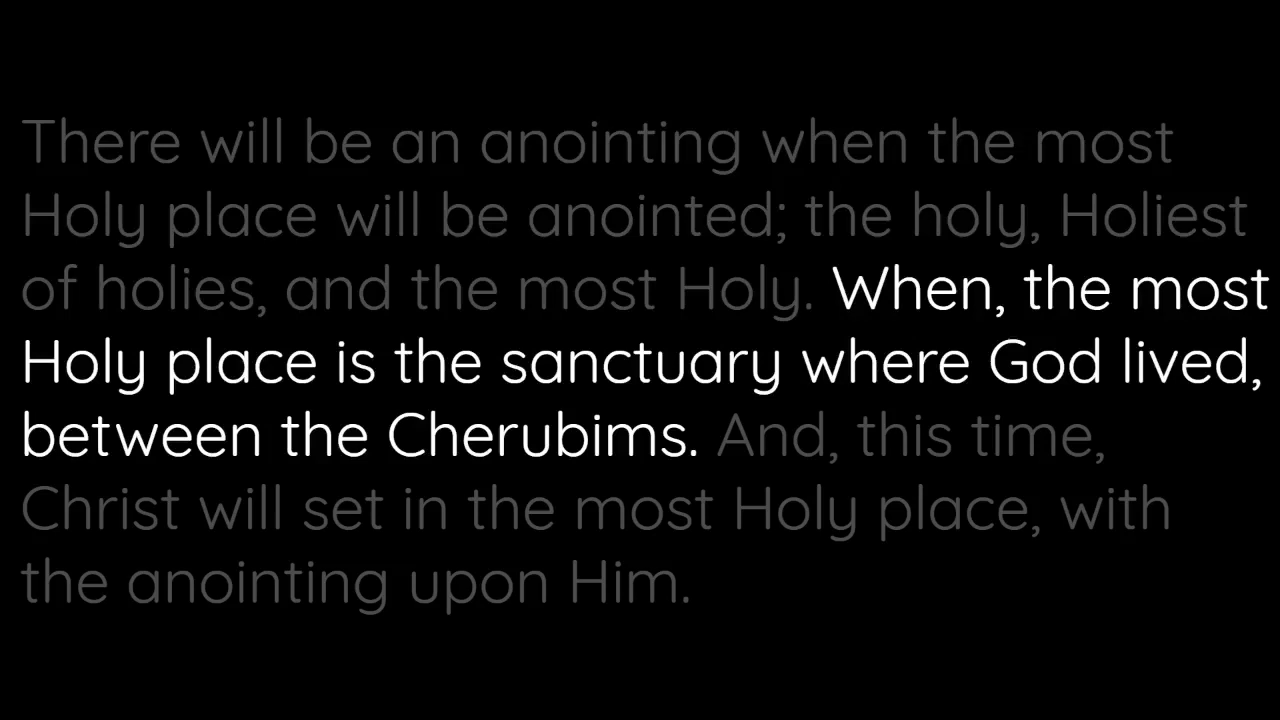 There will be an anointing when the most
Holy place will be anointed; the holy, Holiest
of holies, and the most Holy. When, the most
Holy place is the sanctuary where God lived,
between the Cherubims. And, this time,
Christ will set in the most Holy place, with
the anointing upon Him.